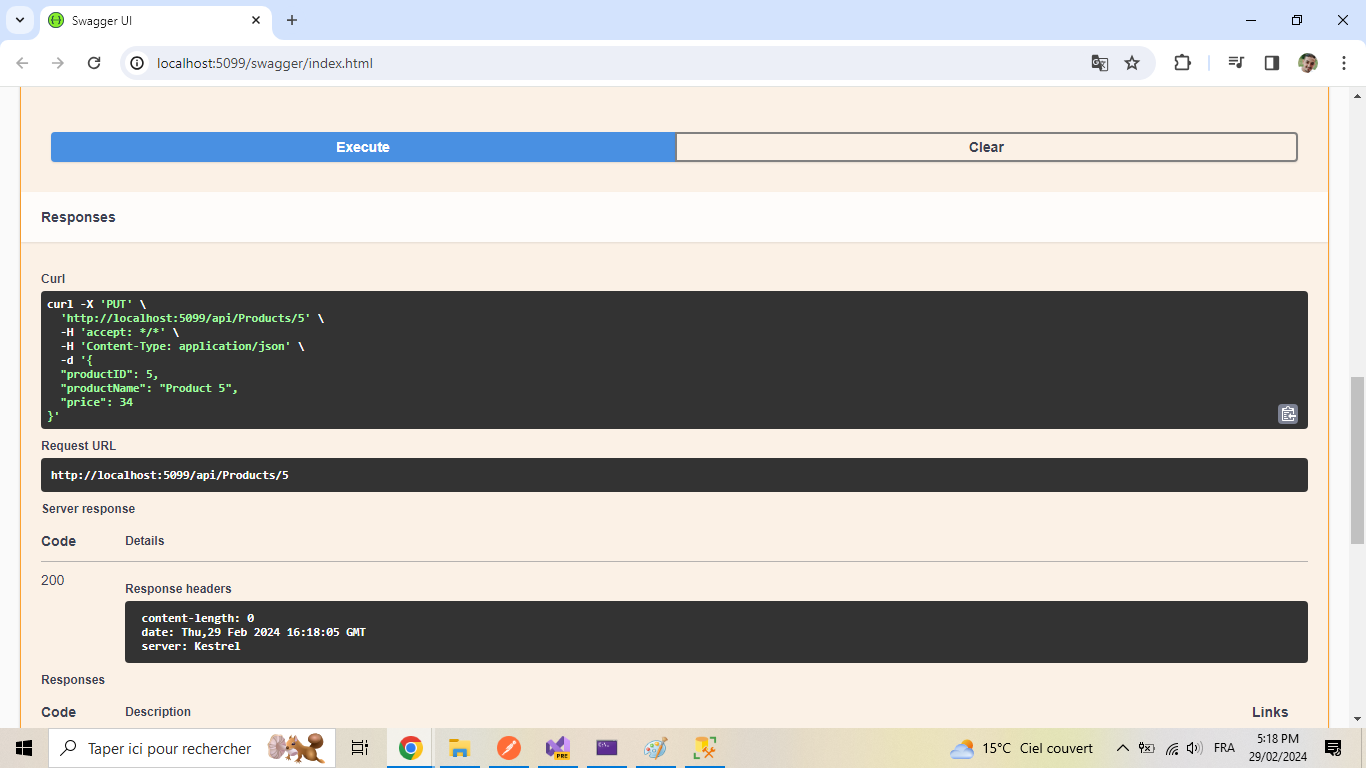 Swagger UI
localhost:5099/swagger/index.html
Execute
Clear
Responses
Curl
curl -X 'PUT' \
'http://localhost:5099/api/Products/5' \
-H 'accept: */*' \
-H 'Content-Type: application/json' \
-d '{
"productID": 5,
"productName": "Product 5",
"price": 34
}'
Request URL
http://localhost:5099/api/Products/5
Server response
Code Details
200
Response headers
content-length: 0
date: Thu,29 Feb 2024 16:18:05 GMT
server: Kestrel
Responses
Code Description Links
Taper ici pour rechercher
PRE
15°C Ciel couvert
FRA
5:18 PM
29/02/2024